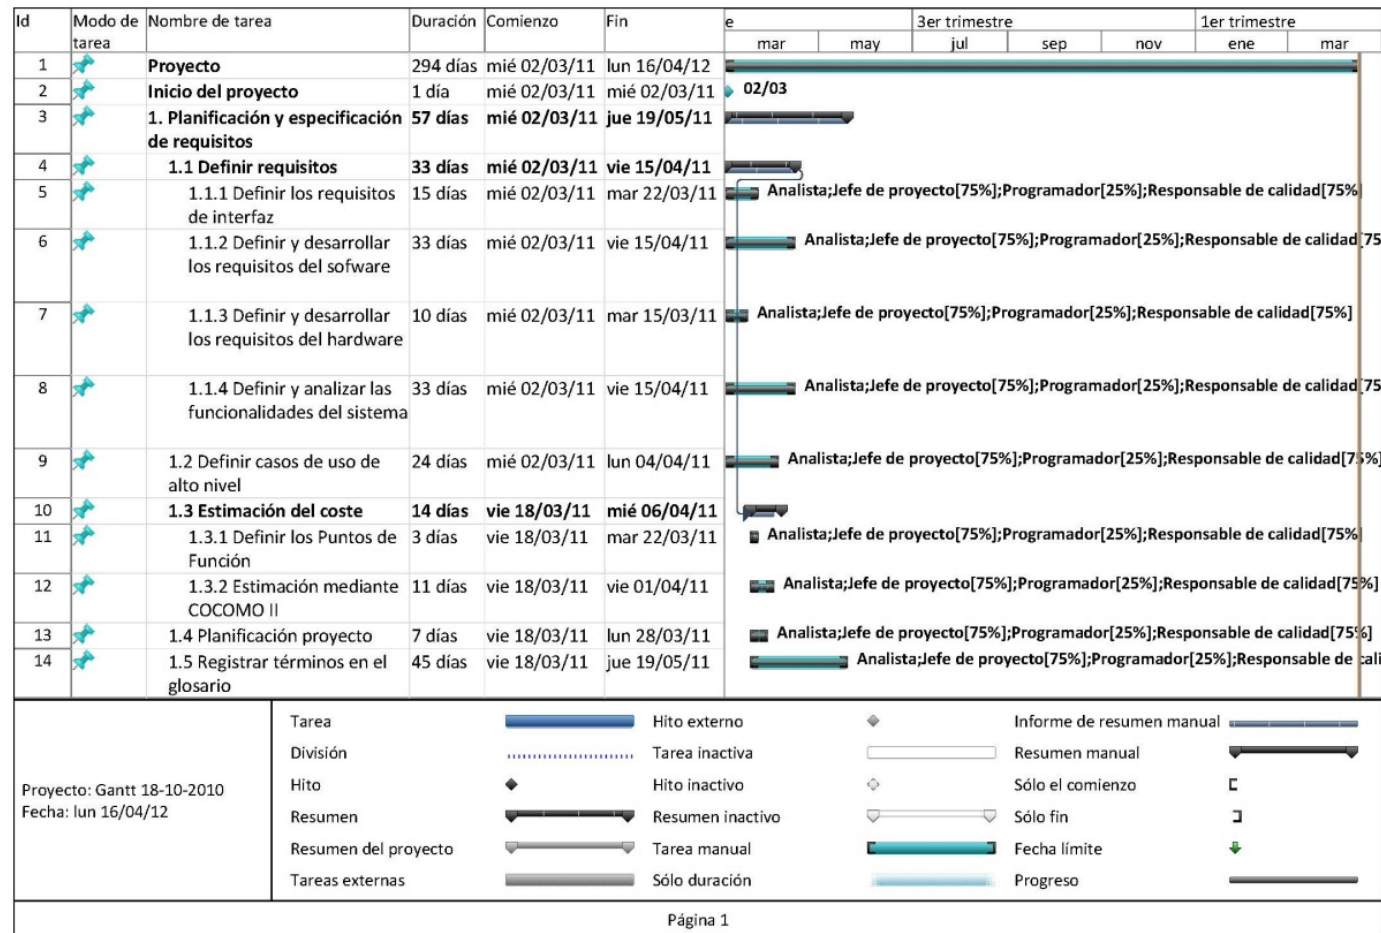 Id Modo de tarea Nombre de tarea Duración Comienzo Fin e 3er trimestre 1er trimestre
mar may jul sep nov ene mar
1 Proyecto 294 días mié 02/03/11 lun 16/04/12
2 Inicio del proyecto 1 día mié 02/03/11 mié 02/03/11 02/03
3 1. Planificación y especificación 57 días mié 02/03/11 jue 19/05/11
de requisitos
4 1.1 Definir requisitos 33 días mié 02/03/11 vie 15/04/11
5 1.1.1 Definir los requisitos 15 días mié 02/03/11 mar 22/03/11 Analista;Jefe de proyecto[75%];Programador[25%];Responsable de calidad[75%]
de interfaz
6 1.1.2 Definir y desarrollar 33 días mié 02/03/11 vie 15/04/11 Analista;Jefe de proyecto[75%];Programador[25%];Responsable de calidad[75
los requisitos del sofware
7 1.1.3 Definir y desarrollar 10 días mié 02/03/11 mar 15/03/11 Analista;Jefe de proyecto[75%];Programador[25%];Responsable de calidad[75%]
los requisitos del hardware
8 1.1.4 Definir y analizar las 33 días mié 02/03/11 vie 15/04/11 Analista;Jefe de proyecto[75%];Programador[25%];Responsable de calidad[75
funcionalidades del sistema
9 1.2 Definir casos de uso de 24 días mié 02/03/11 lun 04/04/11 Analista;Jefe de proyecto[75%];Programador[25%];Responsable de calidad[75%]
alto nivel
10 1.3 Estimación del coste 14 días vie 18/03/11 mié 06/04/11
11 1.3.1 Definir los Puntos de 3 días vie 18/03/11 mar 22/03/11 Analista;Jefe de proyecto[75%];Programador[25%];Responsable de calidad[75%]
Función
12 1.3.2 Estimación mediante 11 días vie 18/03/11 vie 01/04/11 Analista;Jefe de proyecto[75%];Programador[25%];Responsable de calidad[75%]
COCOMO II
13 1.4 Planificación proyecto 7 días vie 18/03/11 lun 28/03/11 Analista;Jefe de proyecto[75%];Programador[25%];Responsable de calidad[75%]
14 1.5 Registrar términos en el 45 días vie 18/03/11 jue 19/05/11 Analista;Jefe de proyecto[75%];Programador[25%];Responsable de cali
glosario
Proyecto: Gantt 18-10-2010
Fecha: lun 16/04/12
Tarea Hito externo Informe de resumen manual
División Tarea inactiva Resumen manual
Hito Hito inactivo Sólo el comienzo
Resumen Resumen inactivo Sólo fin
Resumen del proyecto Tarea manual Fecha límite
Tareas externas Sólo duración Progreso
Página 1